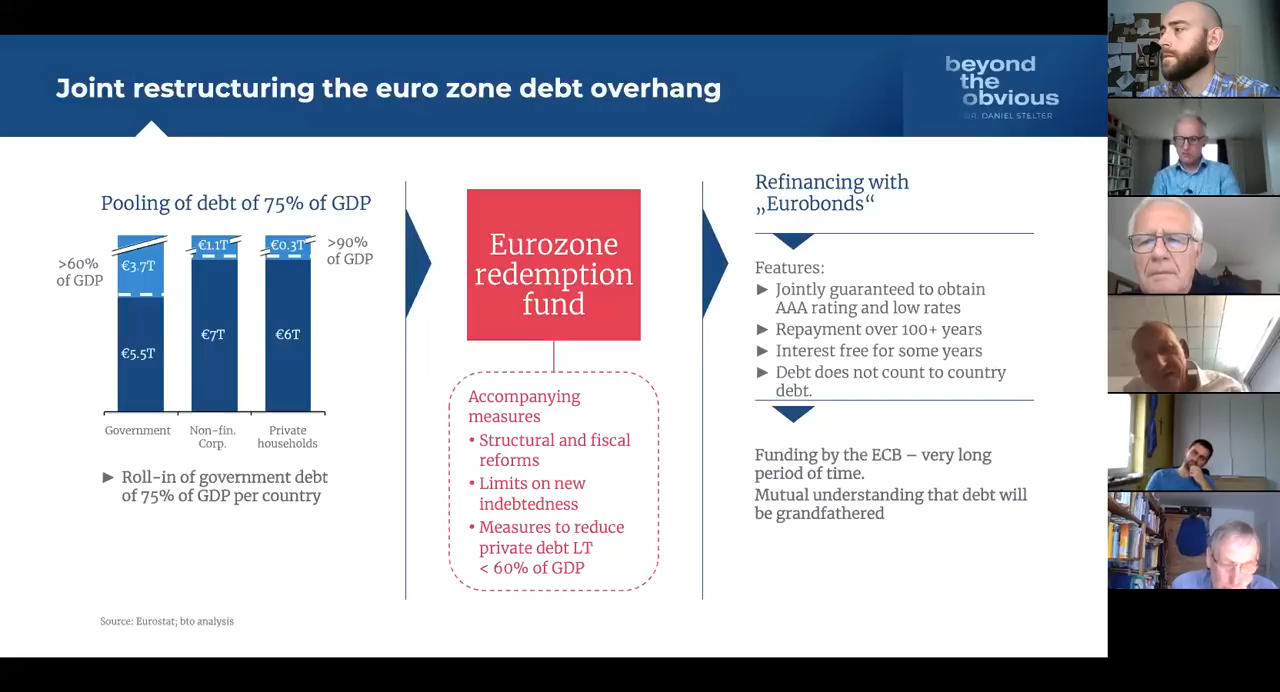 Joint restructuring the euro zone debt overhang
beyond
the
obvious
DR. DANIEL STELTER
Pooling of debt of 75% of GDP
>60%
of GDP
€3.7T
€5.5T
€1.1T
€7T
€0.3T
€6T
>90%
of GDP
Government
Non-fin.
Corp.
Private
households
► Roll-in of government debt
of 75% of GDP per country
Source: Eurostat; bto analysis
Eurozone
redemption
fund
Accompanying
measures
• Structural and fiscal
reforms
• Limits on new
indebtedness
• Measures to reduce
private debt LT
< 60% of GDP
Refinancing with
„Eurobonds“
Features:
► Jointly guaranteed to obtain
AAA rating and low rates
► Repayment over 100+ years
► Interest free for some years
► Debt does not count to country
debt.
Funding by the ECB – very long
period of time.
Mutual understanding that debt will
be grandfathered